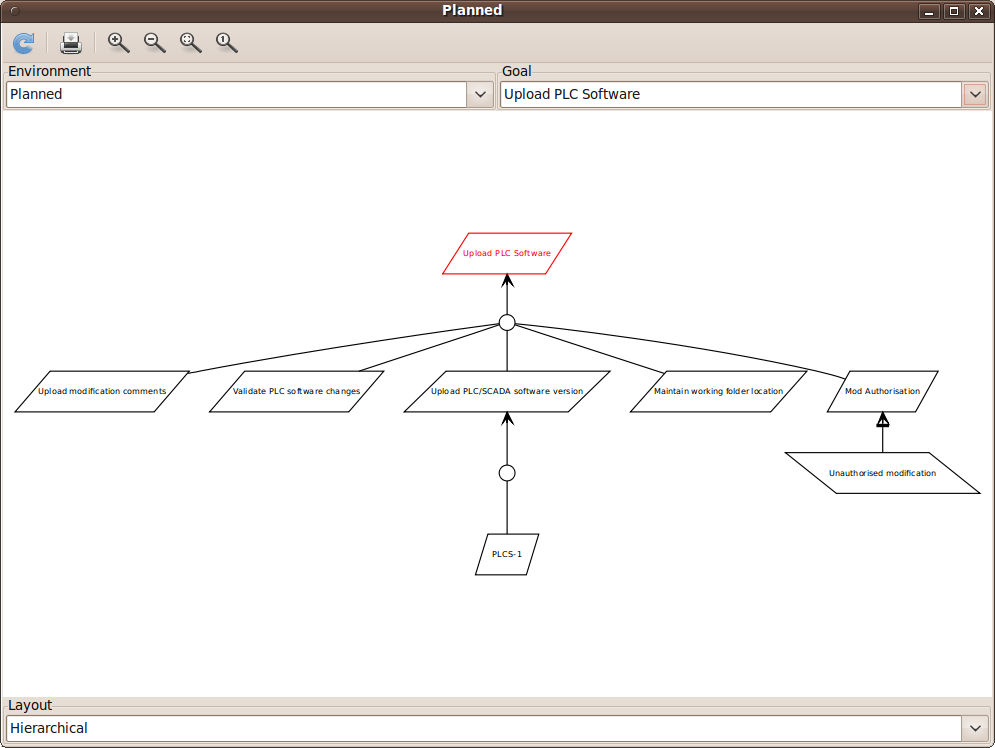 Planned
Environment
Goal
Planned
Upload PLC Software
Upload PLC Software
Upload modification comments
Validate PLC software changes
Upload PLC/SCADA software version
Maintain working folder location
Mod Authorisation
Unauthorised modification
PLCS-1
Layout
Hierarchical